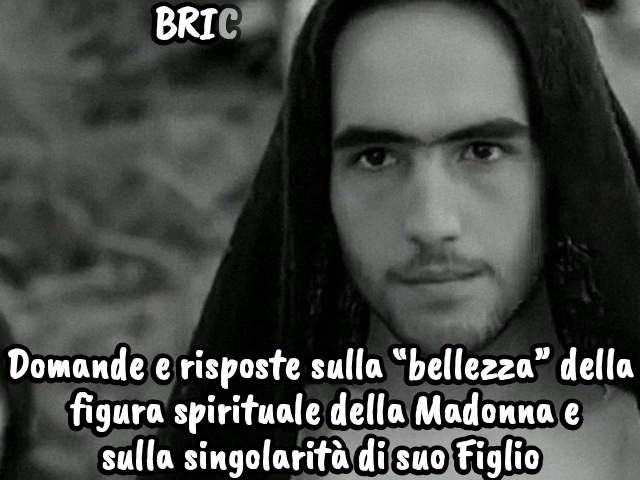 BRIC
Domande e risposte sulla “bellezza” della
figura spirituale della Madonna e
sulla singolarità di suo Figlio